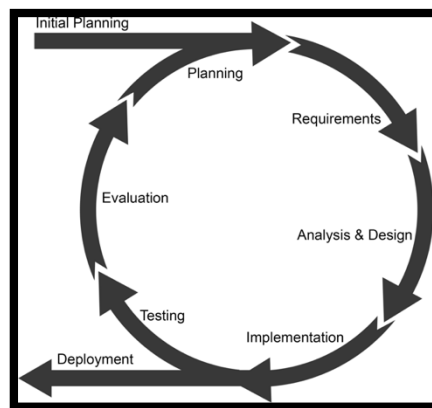 Initial Planning
Planning
Requirements
Evaluation
Analysis & Design
Testing
Implementation
Deployment